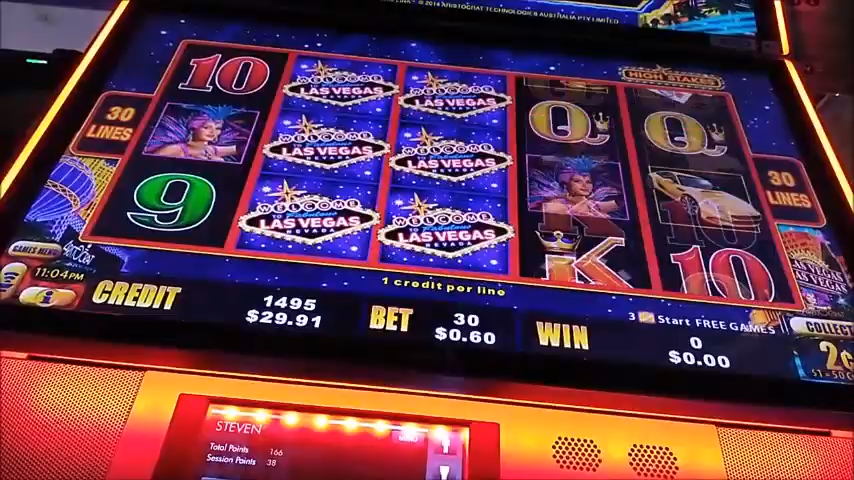 © 2014 ARISTOCRAT TECHNOLOGIES AUSTRALIA PTY LIMITED
HIGH STAKES
30 LINES
10
WELCOME TO Fabulous LAS VEGAS NEVADA
WELCOME TO Fabulous LAS VEGAS NEVADA
Q
Q
30 LINES
WELCOME TO Fabulous LAS VEGAS NEVADA
WELCOME TO Fabulous LAS VEGAS NEVADA
9
WELCOME TO Fabulous LAS VEGAS NEVADA
WELCOME TO Fabulous LAS VEGAS NEVADA
K
10
10
LAS VEGAS
GAMES MENU
11:04PM
i
CREDIT
1495
$29.91
1 credit per line
BET
30
$0.60
WIN
3 Start FREE GAMES
0
$0.00
COLLECT
2¢
STEVEN
Total Points 166
Session Points 38